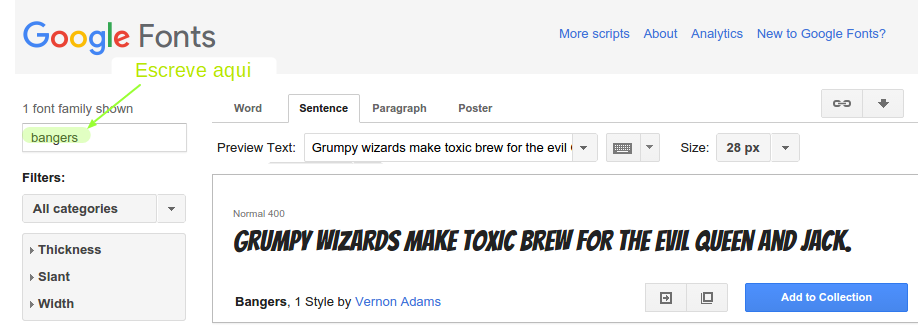 Google Fonts
More scripts About Analytics New to Google Fonts?
Escreve aqui
1 font family shown
Word Sentence Paragraph Poster
bangers
Preview Text: Grumpy wizards make toxic brew for the evil Size: 28 px
Filters:
All categories
Thickness
Slant
Width
Normal 400
GRUMPY WIZARDS MAKE TOXIC BREW FOR THE EVIL QUEEN AND JACK.
Bangers, 1 Style by Vernon Adams
Add to Collection